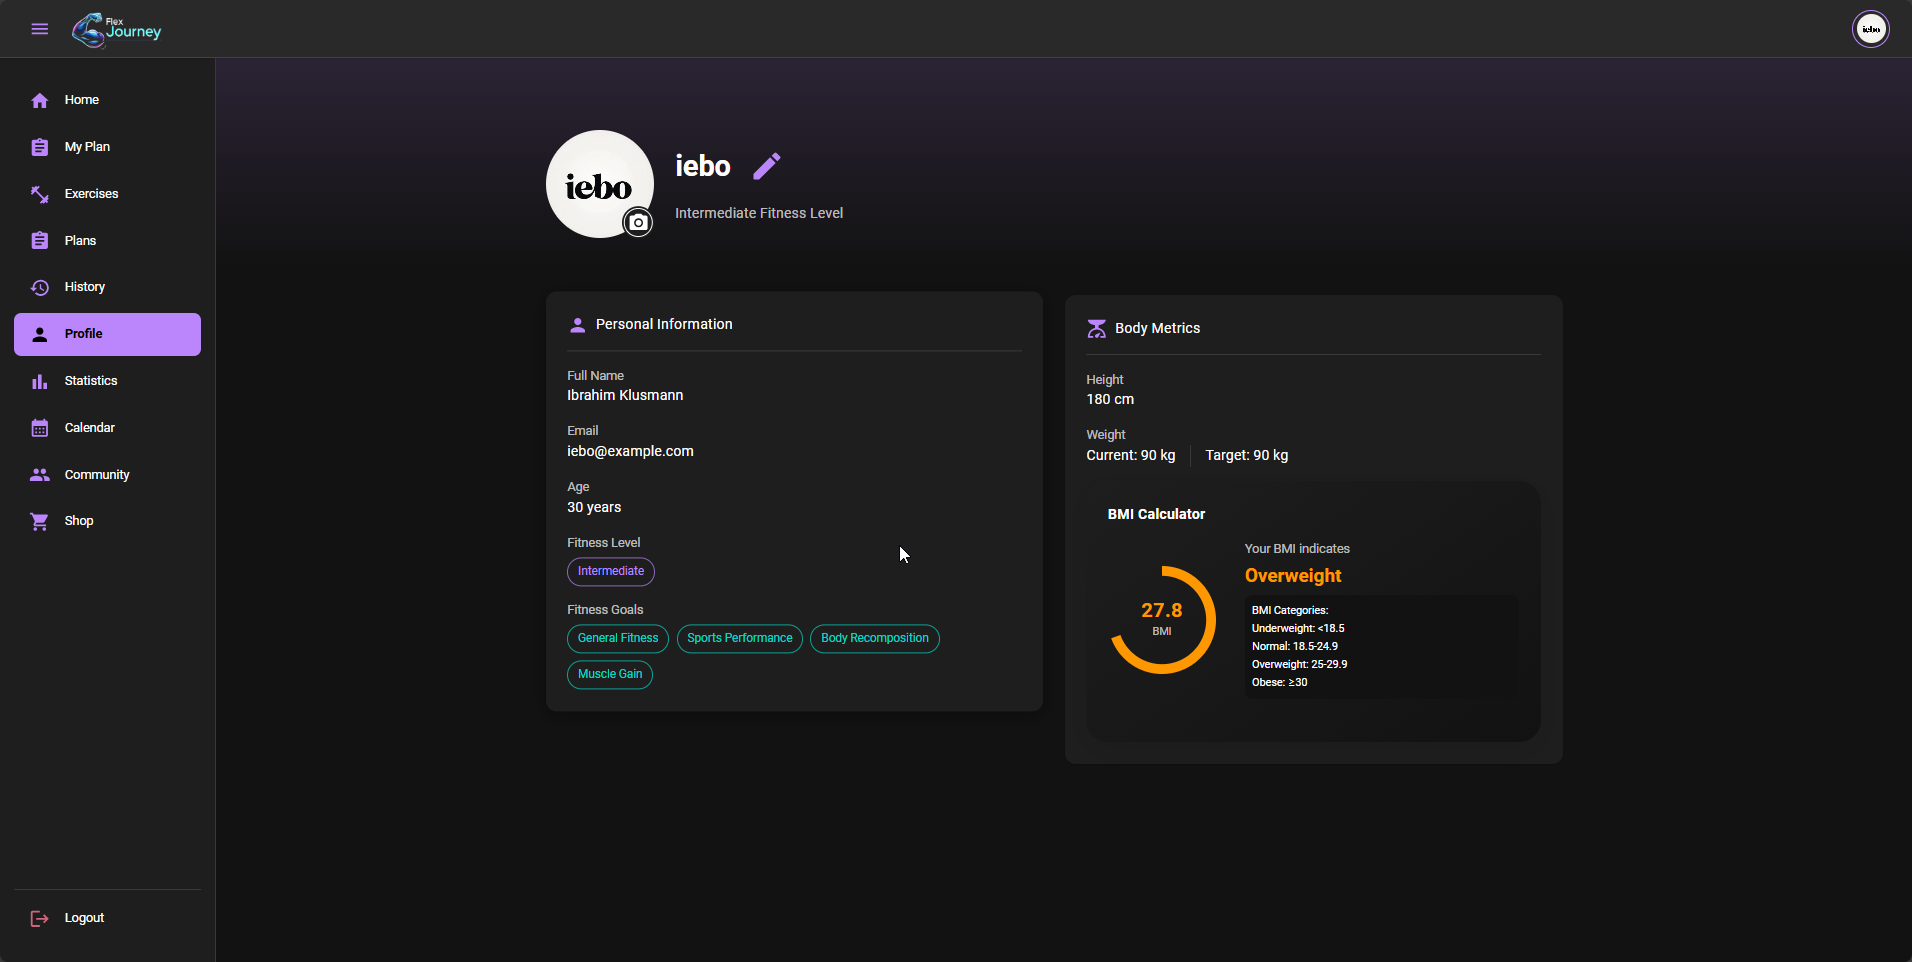 Flex
Journey
iebo
Home
My Plan
Exercises
Plans
History
Profile
Statistics
Calendar
Community
Shop
Logout
iebo
iebo
Intermediate Fitness Level
Personal Information
Full Name
Ibrahim Klusmann
Email
iebo@example.com
Age
30 years
Fitness Level
Intermediate
Fitness Goals
General Fitness
Sports Performance
Body Recomposition
Muscle Gain
Body Metrics
Height
180 cm
Weight
Current: 90 kg
Target: 90 kg
BMI Calculator
27.8
BMI
Your BMI indicates
Overweight
BMI Categories:
Underweight: <18.5
Normal: 18.5-24.9
Overweight: 25-29.9
Obese: ≥30